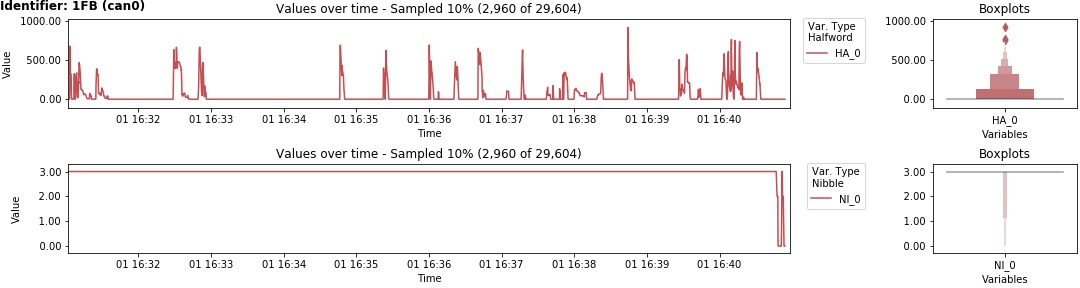 Identifier: 1FB (can0)
Values over time - Sampled 10% (2,960 of 29,604)
Boxplots
Value
1000.00
500.00
0.00
01 16:32 01 16:33 01 16:34 01 16:35 01 16:36 01 16:37 01 16:38 01 16:39 01 16:40
Time
Var. Type
Halfword
HA_0
1000.00
500.00
0.00
HA_0
Variables
Values over time - Sampled 10% (2,960 of 29,604)
Boxplots
Value
3.00
2.00
1.00
0.00
01 16:32 01 16:33 01 16:34 01 16:35 01 16:36 01 16:37 01 16:38 01 16:39 01 16:40
Time
Var. Type
Nibble
NI_0
3.00
2.00
1.00
0.00
NI_0
Variables